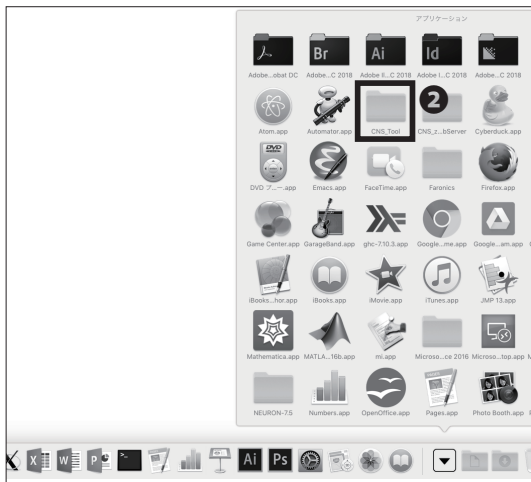 アプリケーション
Br
Ai
Id
Adobe...obat DC
Adobe...C 2018
Adobe Il...C 2018
Adobe I...C 2018
Adobe...C 2018
2
Atom.app
Automator.app
CNS_Tool
CNS_z...bServer
Cyberduck.app
DVD
DVD プ...ー.app
Emacs.app
FaceTime.app
Faronics
Firefox.app
Game Center.app
GarageBand.app
ghc-7.10.3.app
Google...me.app
Google...am.app
iBooks...hor.app
iBooks.app
iMovie.app
iTunes.app
JMP 13.app
Mathematica.app
MATLA...16b.app
mi.app
Microso...ce 2016
Microso...top.app
PAGES
NEURON-7.5
Numbers.app
OpenOffice.app
Pages.app
Photo Booth.app
X
W
P
Ai
Ps